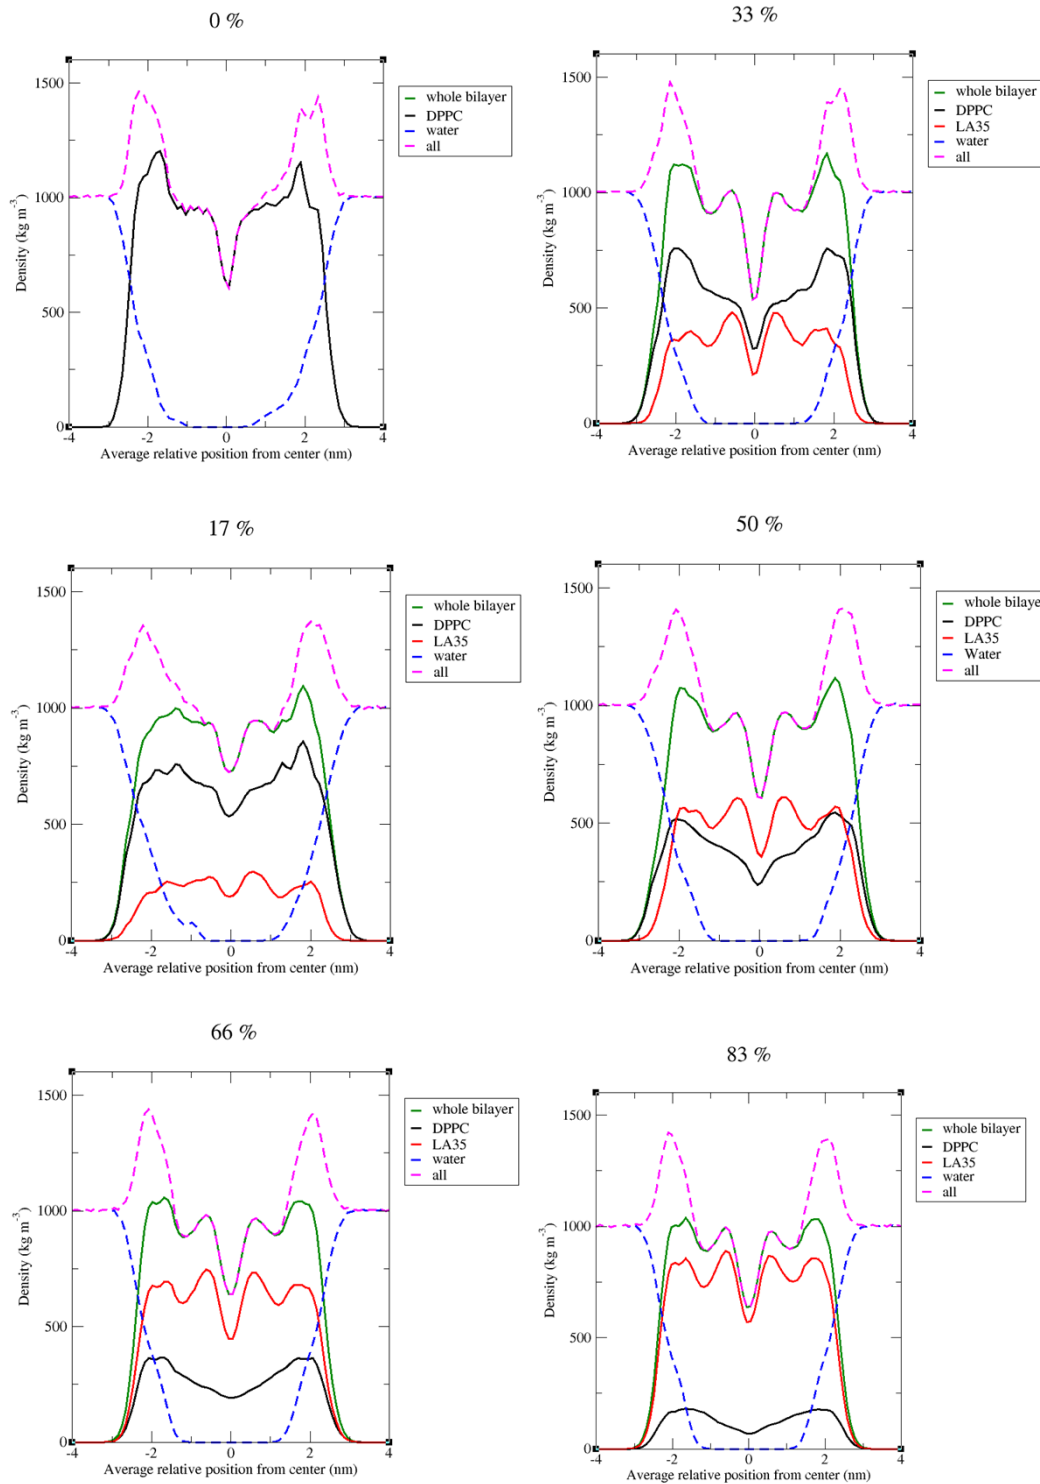 0 %
1500
1000
500
0
Density (kg m-3)
-4
-2
0
2
4
Average relative position from center (nm)
whole bilayer
DPPC
water
all
33 %
1500
1000
500
0
Density (kg m-3)
-4
-2
0
2
4
Average relative position from center (nm)
whole bilayer
DPPC
LA35
water
all
17 %
1500
1000
500
0
Density (kg m-3)
-4
-2
0
2
4
Average relative position from center (nm)
whole bilayer
DPPC
LA35
water
all
50 %
1500
1000
500
0
Density (kg m-3)
-4
-2
0
2
4
Average relative position from center (nm)
whole bilaye
DPPC
LA35
Water
all
66 %
1500
1000
500
0
Density (kg m-3)
-4
-2
0
2
4
Average relative position from center (nm)
whole bilayer
DPPC
LA35
water
all
83 %
1500
1000
500
0
Density (kg m-3)
-4
-2
0
2
4
Average relative position from center (nm)
whole bilayer
DPPC
LA35
water
all